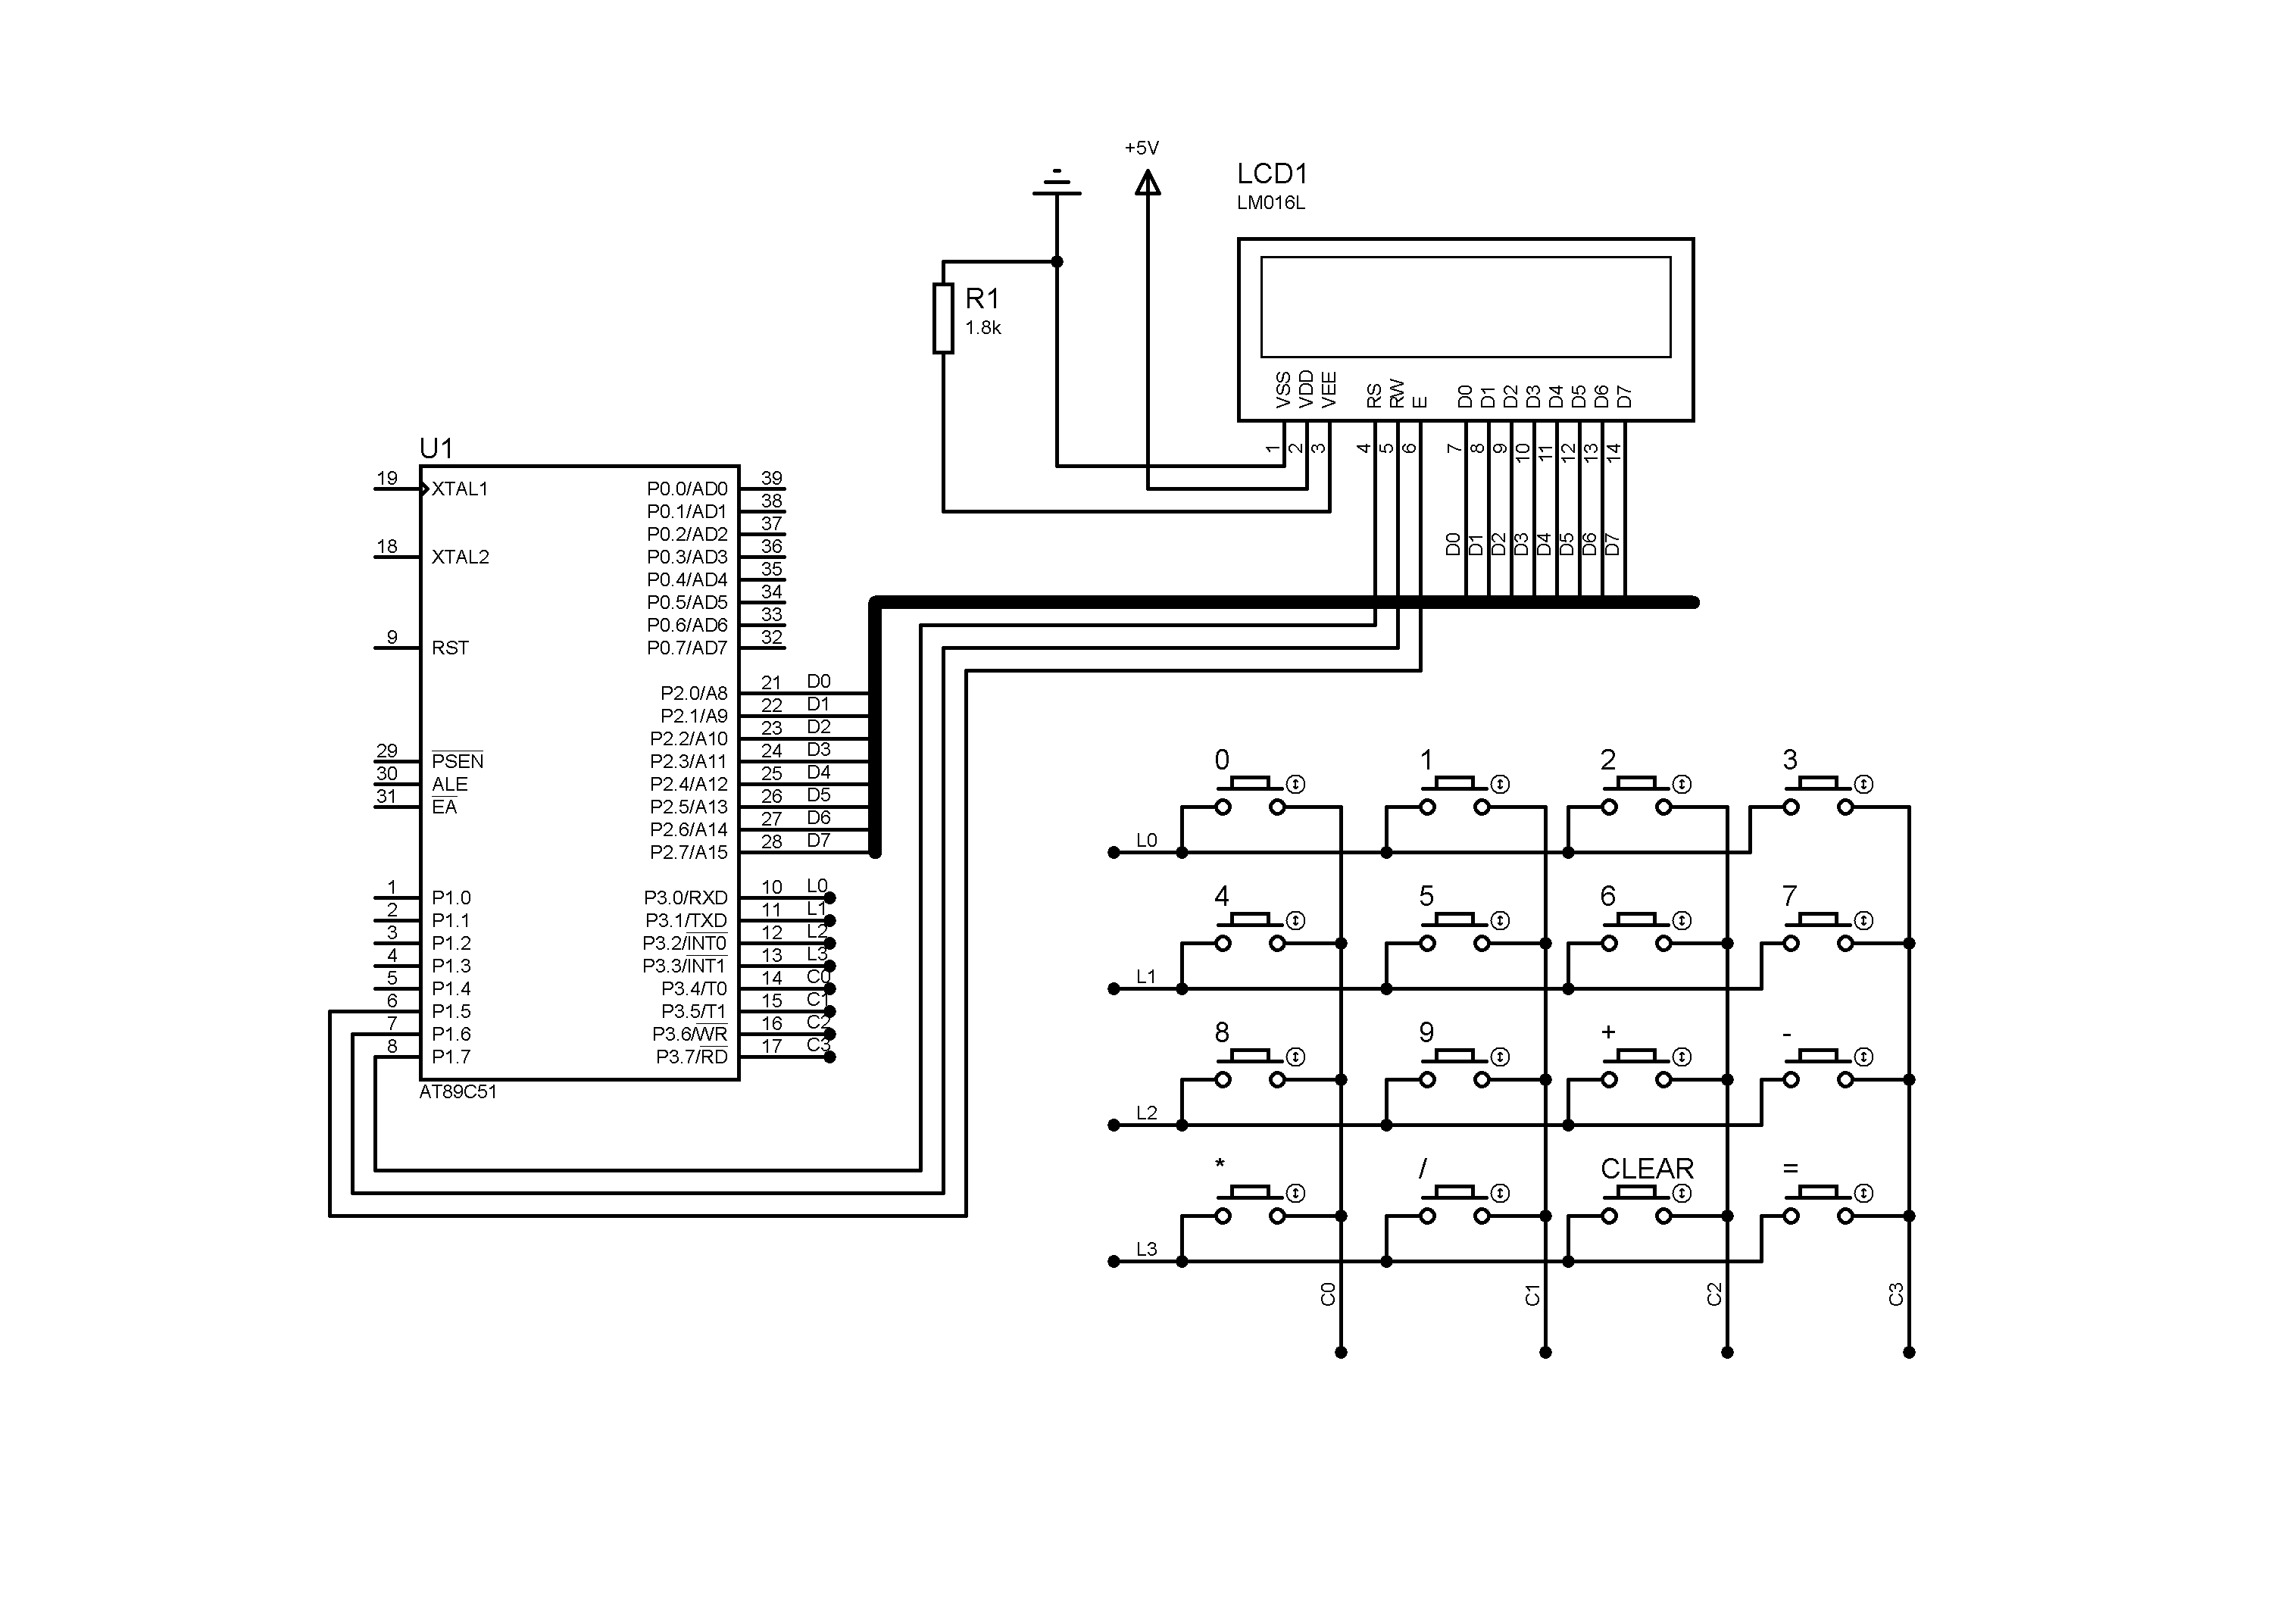 +5V
LCD1
LM016L
R1
1.8k
VSS
VDD
VEE
RS
RW
E
D0
D1
D2
D3
D4
D5
D6
D7
1
2
3
4
5
6
7
8
9
10
11
12
13
14
D0
D1
D2
D3
D4
D5
D6
D7
U1
19 XTAL1
18 XTAL2
9 RST
29 PSEN
30 ALE
31 EA
1 P1.0
2 P1.1
3 P1.2
4 P1.3
5 P1.4
6 P1.5
7 P1.6
8 P1.7
P0.0/AD0 39
P0.1/AD1 38
P0.2/AD2 37
P0.3/AD3 36
P0.4/AD4 35
P0.5/AD5 34
P0.6/AD6 33
P0.7/AD7 32
P2.0/A8 21 D0
P2.1/A9 22 D1
P2.2/A10 23 D2
P2.3/A11 24 D3
P2.4/A12 25 D4
P2.5/A13 26 D5
P2.6/A14 27 D6
P2.7/A15 28 D7
P3.0/RXD 10 L0
P3.1/TXD 11 L1
P3.2/INT0 12 L2
P3.3/INT1 13 L3
P3.4/T0 14 C0
P3.5/T1 15 C1
P3.6/WR 16 C2
P3.7/RD 17 C3
AT89C51
0 1 2 3
L0
4 5 6 7
L1
8 9 + -
L2
* / CLEAR =
L3
C0
C1
C2
C3